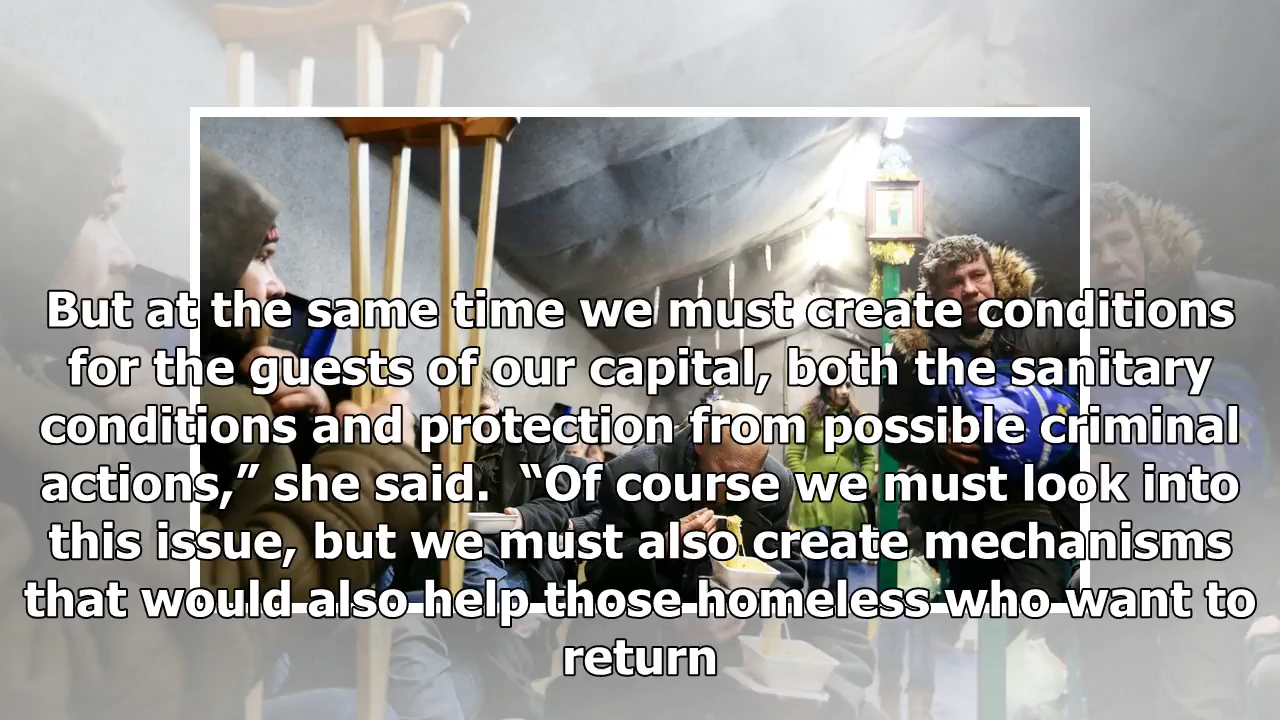 But at the same time we must create conditions
for the guests of our capital, both the sanitary
conditions and protection from possible criminal
actions,” she said.  “Of course we must look into
this issue, but we must also create mechanisms
that would also help those homeless who want to
return